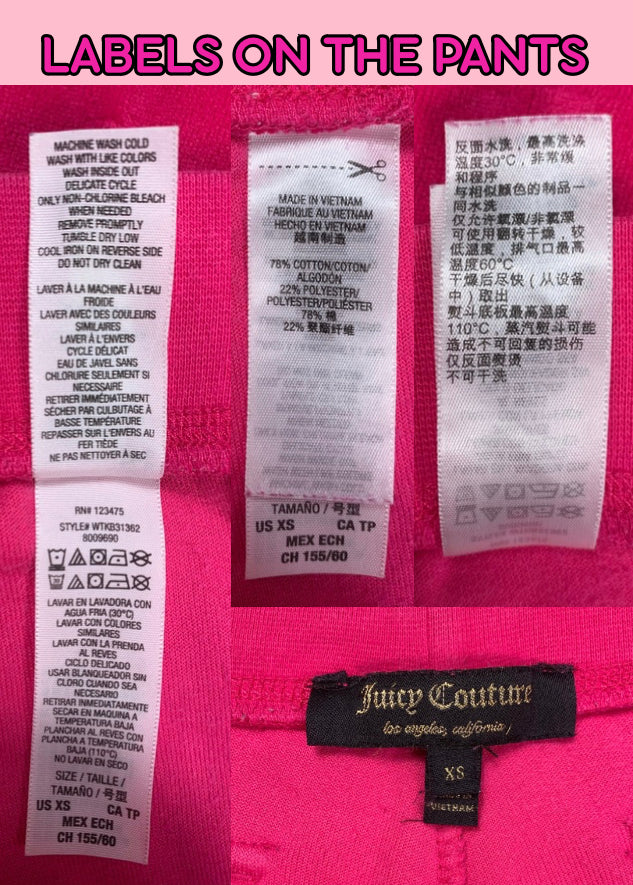 LABELS ON THE PANTS
MACHINE WASH COLD
WASH WITH LIKE COLORS
WASH INSIDE OUT
DELICATE CYCLE
ONLY NON-CHLORINE BLEACH
WHEN NEEDED
REMOVE PROMPTLY
TUMBLE DRY LOW
COOL IRON ON REVERSE SIDE
DO NOT DRY CLEAN
LAVER À LA MACHINE À L'EAU
FROIDE
LAVER AVEC DES COULEURS
SIMILAIRES
LAVER À L'ENVERS
CYCLE DÉLICAT
EAU DE JAVEL SANS
CHLORURE SEULEMENT SI
NECESSAIRE
RETIRER IMMÉDIATEMENT
SÉCHER PAR CULBUTAGE À
BASSE TEMPÉRATURE
REPASSER SUR L'ENVERS AU
FER TIÈDE
NE PAS NETTOYER À SEC
RN# 123475
STYLE# WTKB31362
8009690
LAVAR EN LAVADORA CON
AGUA FRIA (30°C)
LAVAR CON COLORES
SIMILARES
LAVAR CON LA PRENDA
AL REVÉS
CICLO DELICADO
USAR BLANQUEADOR SIN
CLORO CUANDO SEA
NECESARIO
RETIRAR INMEDIATAMENTE
SECAR EN MAQUINA A
TEMPERATURA BAJA
PLANCHAR AL REVÉS CON
PLANCHA A TEMPERATURA
BAJA (110°C)
NO LAVAR EN SECO
SIZE / TAILLE /
TAMAÑO / 号型
US XS CA TP
MEX ECH
CH 155/60
MADE IN VIETNAM
FABRIQUE AU VIETNAM
HECHO EN VIETNAM
越南制造
78% COTTON/COTON/
ALGODÓN
22% POLYESTER/
POLYESTER/POLIÉSTER
78% 棉
22% 聚酯纤维
TAMAÑO / 号型
US XS CA TP
MEX ECH
CH 155/60
反面水洗，最高洗涤
温度30°C，非常缓
和程序
与相似颜色的制品一
同水洗
仅允许氧漂/非氯漂
可使用翻转干燥，较
低温度，排气口最高
温度60°C
干燥后尽快（从设备
中）取出
熨斗底板最高温度
110°C，蒸汽熨斗可能
造成不可回复的损伤
仅反面熨烫
不可干洗
Juicy Couture
los angeles, california
XS
MADE IN
VIETNAM